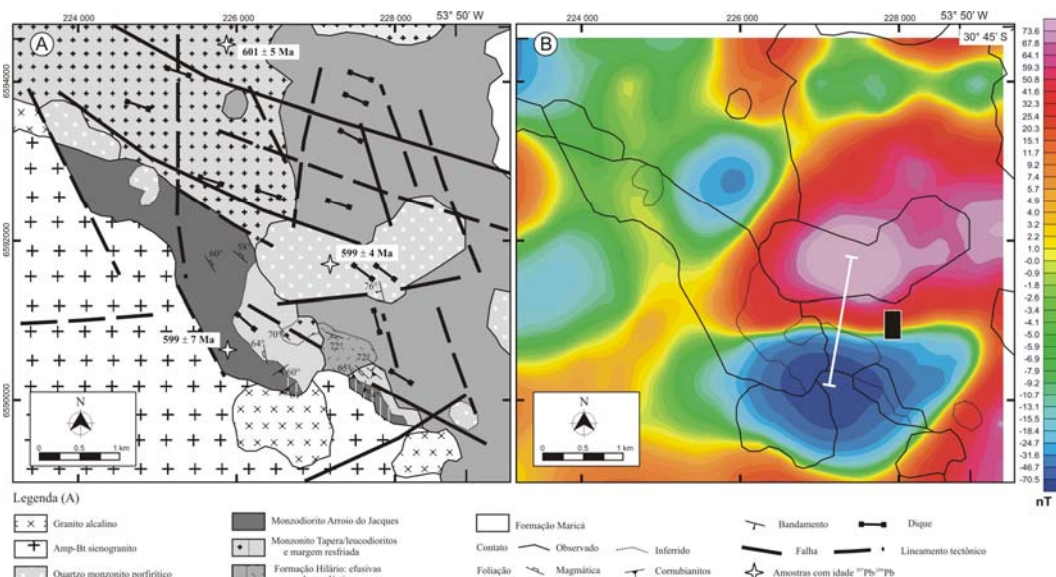 224 000
226 000
228 000
53° 50' W
A
601 ± 5 Ma
6594000
6592000
6590000
60°
58°
599 ± 4 Ma
76°
599 ± 7 Ma
70°
64°
60°
72°
72°
65°
N
0 0.5 1 km
224 000
226 000
228 000
53° 50' W
B
30° 45' S
N
0 0.5 1 km
73.6
67.8
64.1
59.3
50.8
41.6
32.4
25.4
20.3
15.1
11.7
9.2
7.4
5.7
4.9
4.0
3.2
2.2
1.1
-0.0
-0.9
-1.8
-2.6
-3.4
-4.1
-5.0
-5.9
-6.9
-7.9
-9.2
-10.7
-12.9
-15.5
-18.4
-24.7
-31.6
-46.7
-70.5
nT
Legenda (A)
Granito alcalino
Amp-Bt sienogranito
Quartzo monzonito porfirítico
Monzodiorito Arroio do Jacques
Monzonito Tapera/leucodioritos
e margem resfriada
Formação Hilário: efusivas
Formação Maricá
Contato
Observado
Inferido
Foliação
Magmática
Cornubianitos
Bandamento
Dique
Falha
Lineamento tectônico
Amostras com idade ²⁰⁷Pb/²⁰⁶Pb